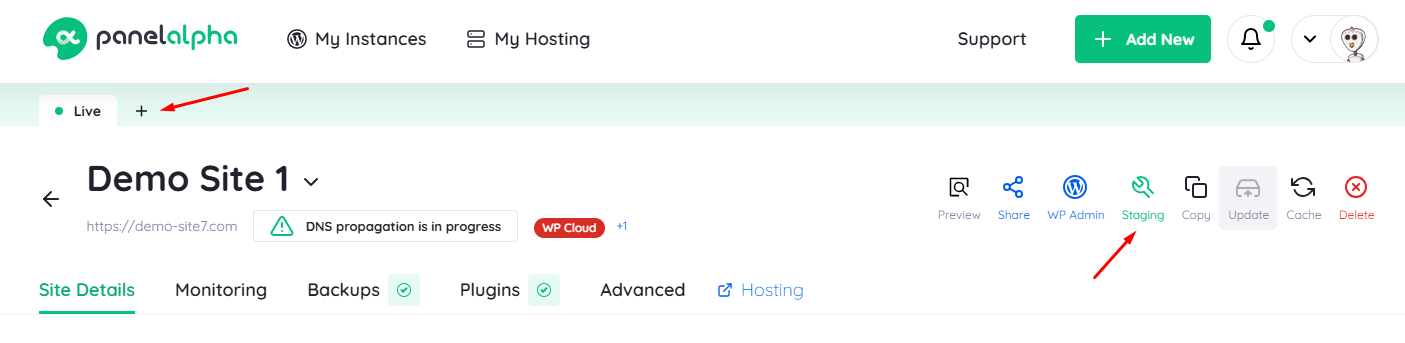 panelalpha My Instances My Hosting Support Add New
Live
Demo Site 1
https://demo-site7.com DNS propagation is in progress WP Cloud +1
Preview Share WP Admin Staging Copy Update Cache Delete
Site Details Monitoring Backups Plugins Advanced Hosting